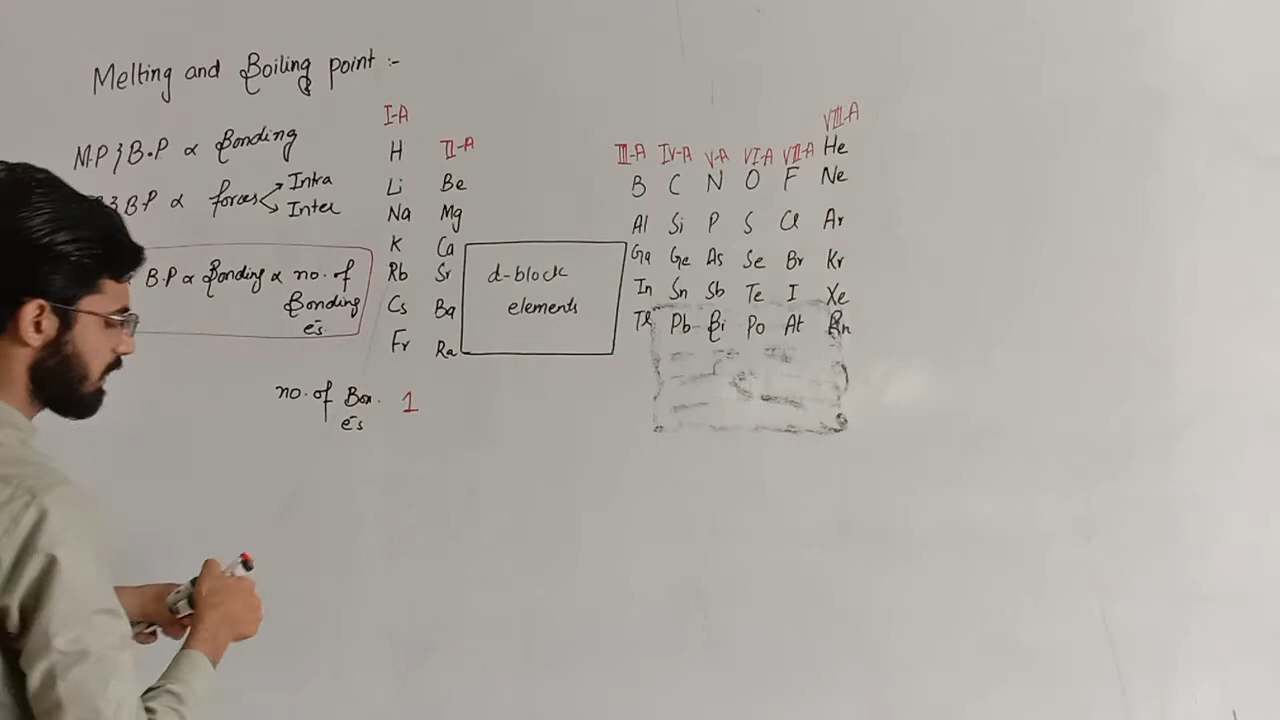 Melting and Boiling point :-
M.P & B.P ∝ Bonding
& B.P ∝ forces Intra
Inter
B.P ∝ Bonding ∝ no. of
Bonding
e̅s
I-A
H
Li
Na
K
Rb
Cs
Fr
II-A
Be
Mg
Ca
Sr
Ba
Ra
d-block
elements
III-A IV-A V-A VI-A VII-A VIII-A
He
B C N O F Ne
Al Si P S Cl Ar
Ga Ge As Se Br Kr
In Sn Sb Te I Xe
Tl Pb Bi Po At Rn
no. of Bon. 1
e̅s